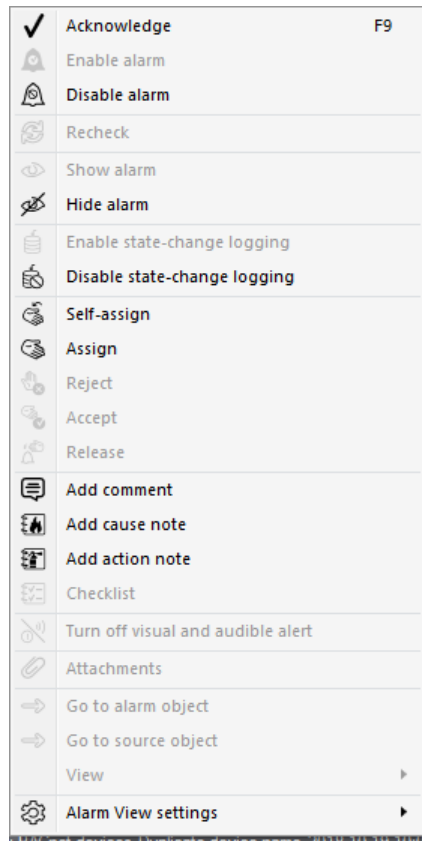 Acknowledge F9
Enable alarm
Disable alarm
Recheck
Show alarm
Hide alarm
Enable state-change logging
Disable state-change logging
Self-assign
Assign
Reject
Accept
Release
Add comment
Add cause note
Add action note
Checklist
Turn off visual and audible alert
Attachments
Go to alarm object
Go to source object
View
Alarm View settings